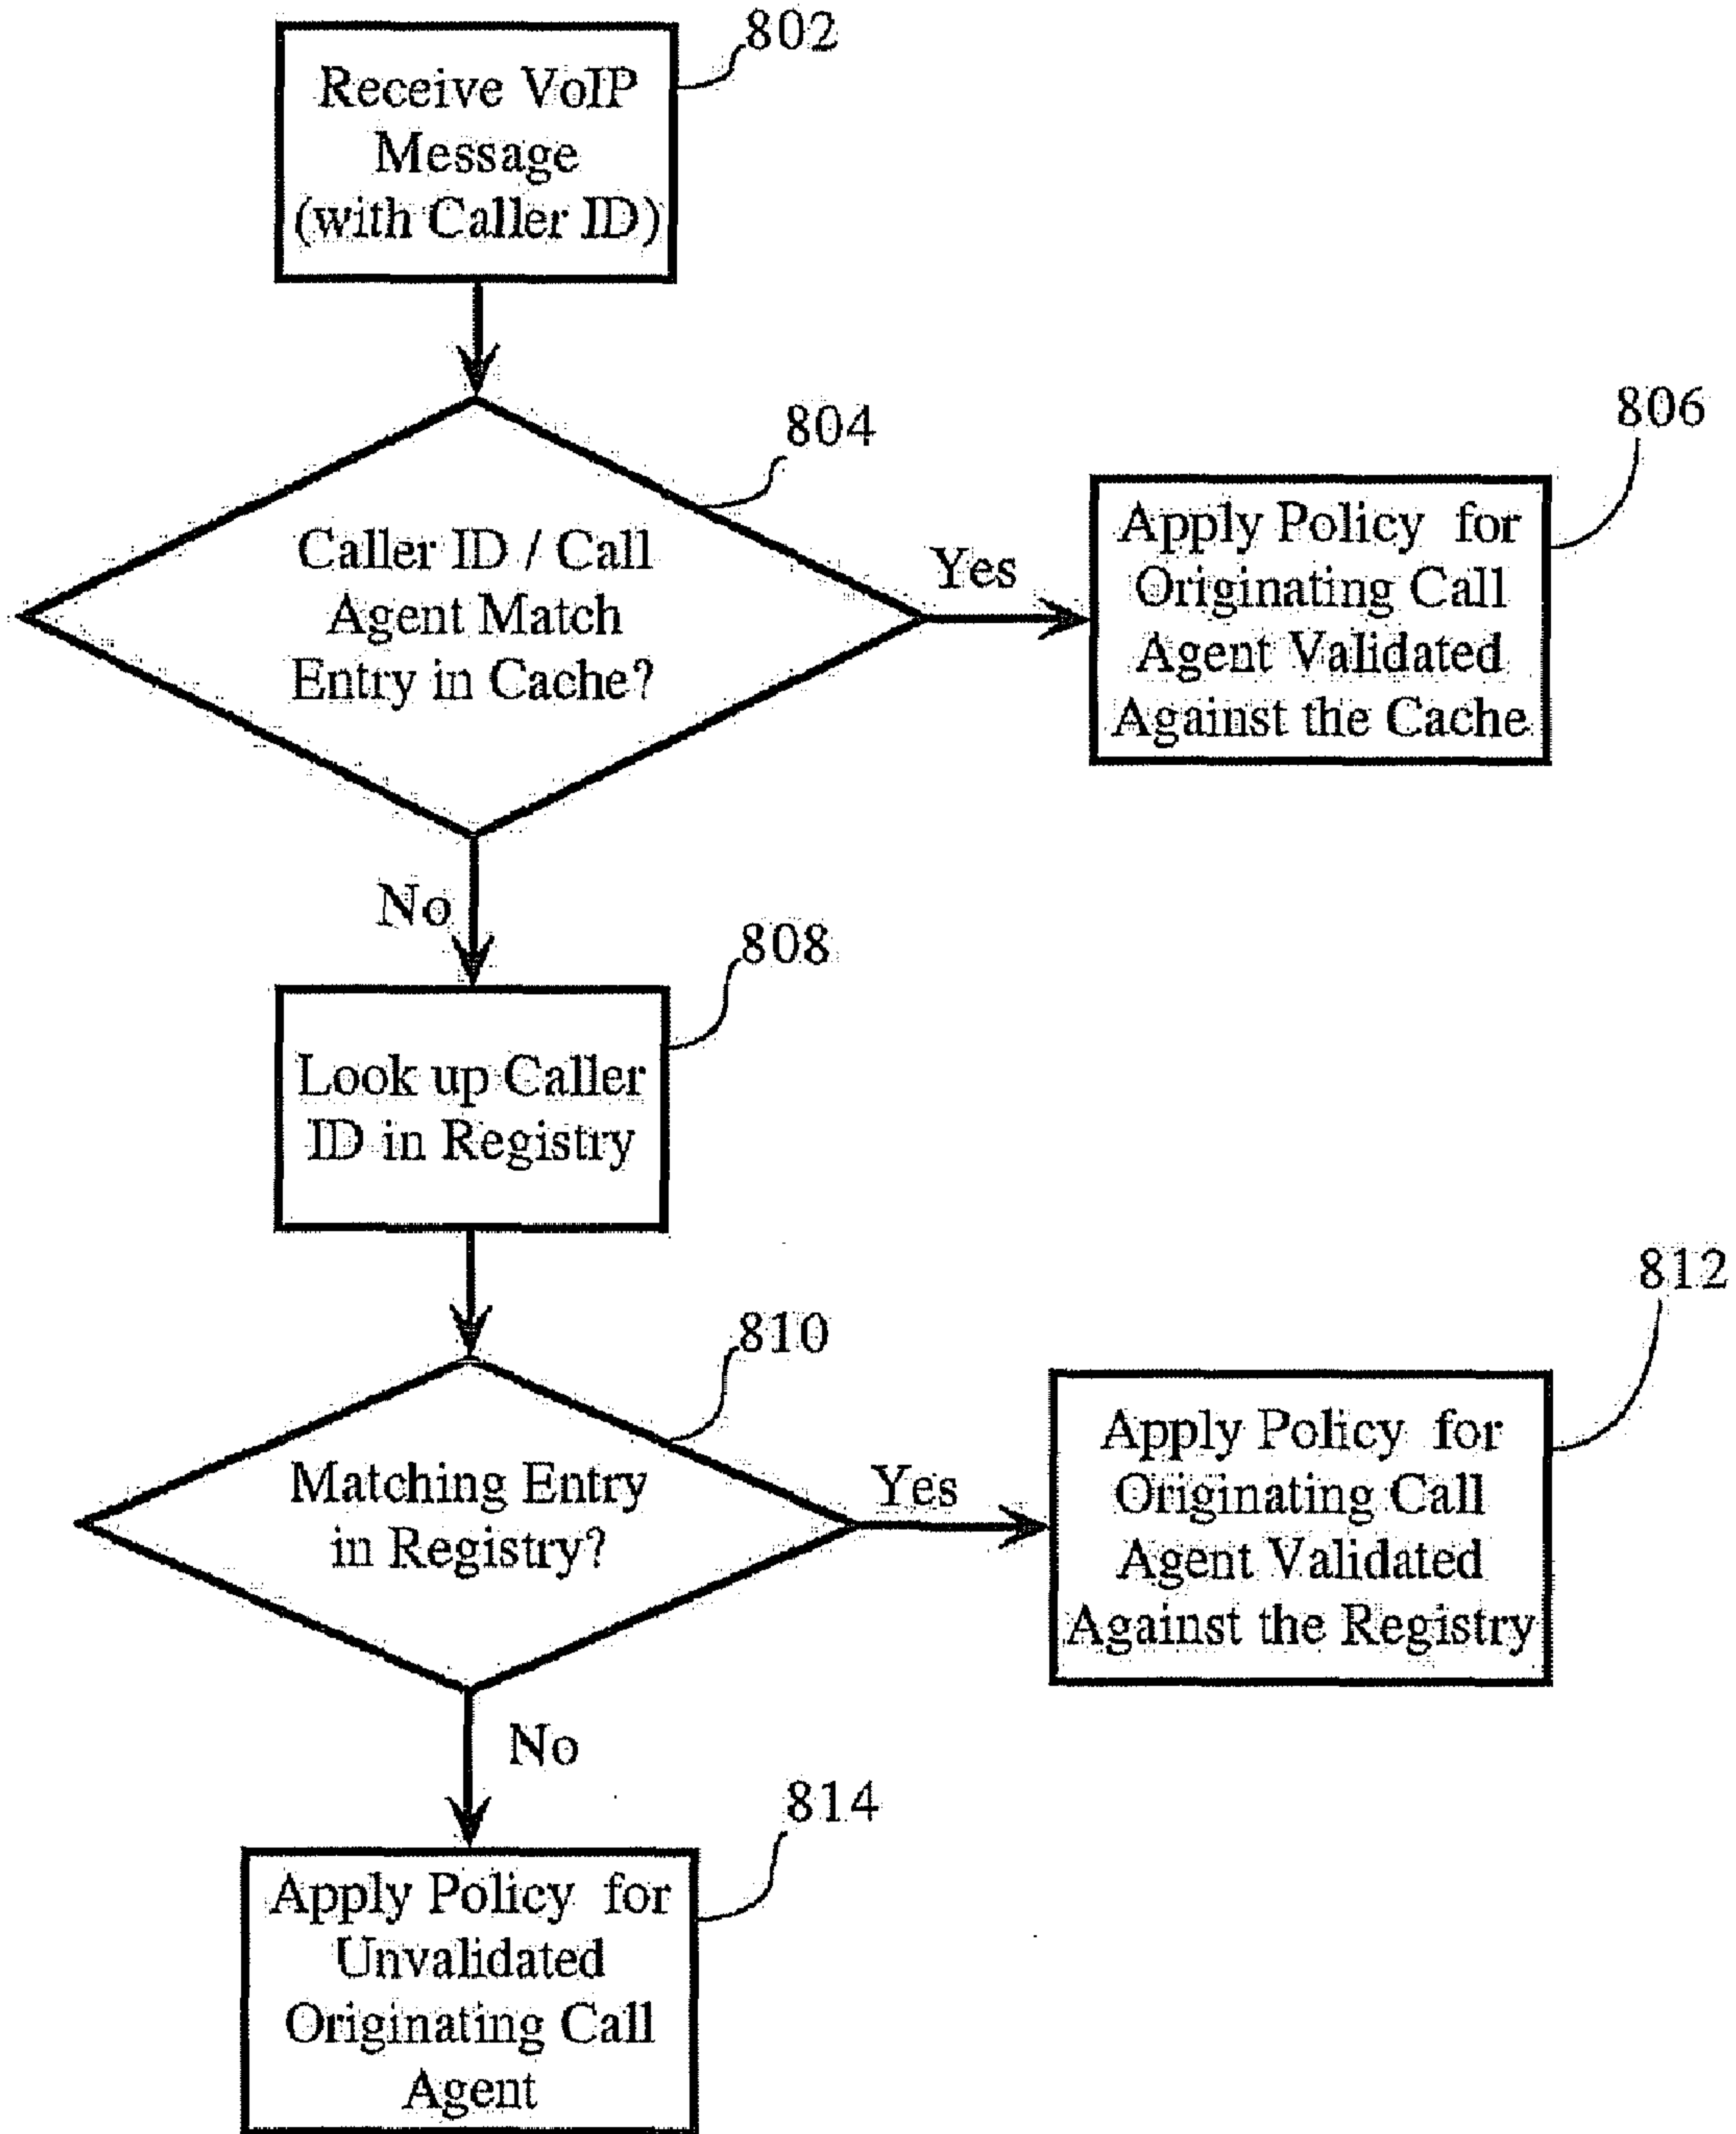 802
Receive VoIP
Message
(with Caller ID)
804
Caller ID / Call
Agent Match
Entry in Cache?
Yes
806
Apply Policy for
Originating Call
Agent Validated
Against the Cache
No
808
Look up Caller
ID in Registry
810
Matching Entry
in Registry?
Yes
812
Apply Policy for
Originating Call
Agent Validated
Against the Registry
No
814
Apply Policy for
Unvalidated
Originating Call
Agent